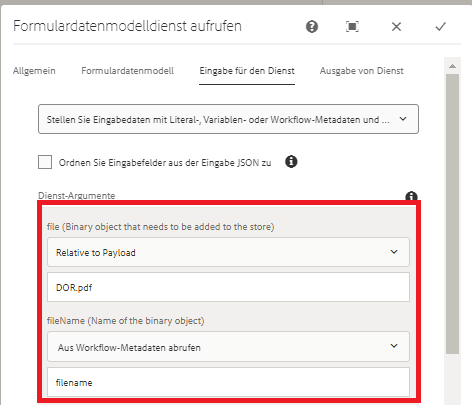 Formulardatenmodelldienst aufrufen
Allgemein Formulardatenmodell Eingabe für den Dienst Ausgabe von Dienst
Stellen Sie Eingabedaten mit Literal-, Variablen- oder Workflow-Metadaten und ...
Ordnen Sie Eingabefelder aus der Eingabe JSON zu
Dienst-Argumente
file (Binary object that needs to be added to the store)
Relative to Payload
DOR.pdf
fileName (Name of the binary object)
Aus Workflow-Metadaten abrufen
filename